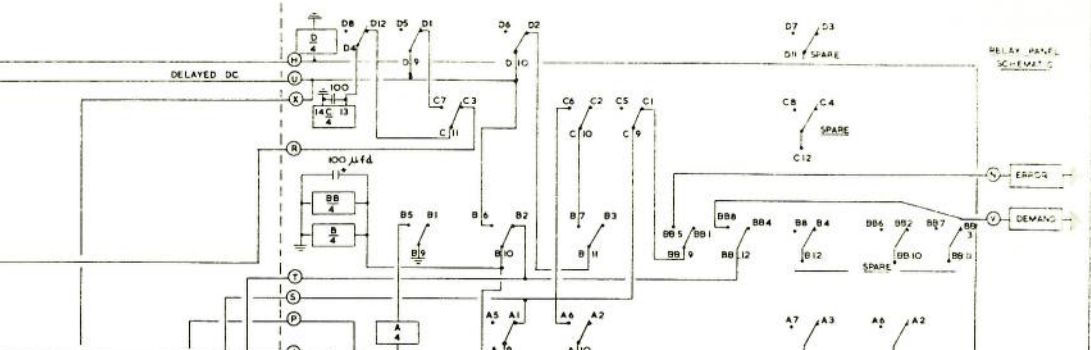 D8 D12 D5 D1 D6 D2 D7 D3
D
4
D4 D 9 D 10 D11 SPARE
RELAY PANEL
SCHEMATIC
H
DELAYED DC U
100
X
14C 13
4
C7 C3 C6 C2 C5 C1 C8 C4
C 11 C 10 C 9 SPARE
C12
R
100 µfd
N ERROR
BB
4
V DEMAND
B5 B1 B 6 B2 B 7 B3 BB 5 BB1 BB8 BB4 B8 B4 BB6 BB2 BB7 BB
3
B
4
B 9 B 10 B 11 BB 9 BB 12 B 12 BB 10 BB 11
SPARE
T
S
P
A5 A1 A6 A2 A7 A3 A6 A2
A
4